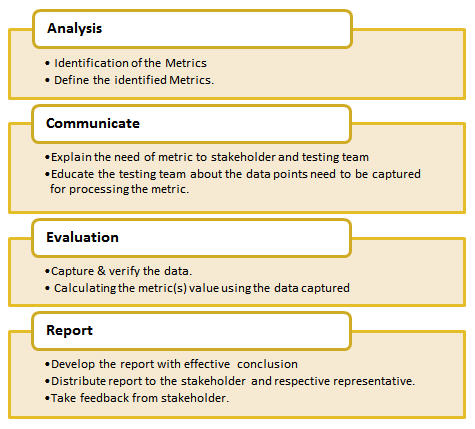 Analysis
• Identification of the Metrics
• Define the identified Metrics.
Communicate
•Explain the need of metric to stakeholder and testing team
•Educate the testing team about the data points need to be captured
for processing the metric.
Evaluation
•Capture & verify the data.
• Calculating the metric(s) value using the data captured
Report
•Develop the report with effective conclusion
•Distribute report to the stakeholder and respective representative.
•Take feedback from stakeholder.